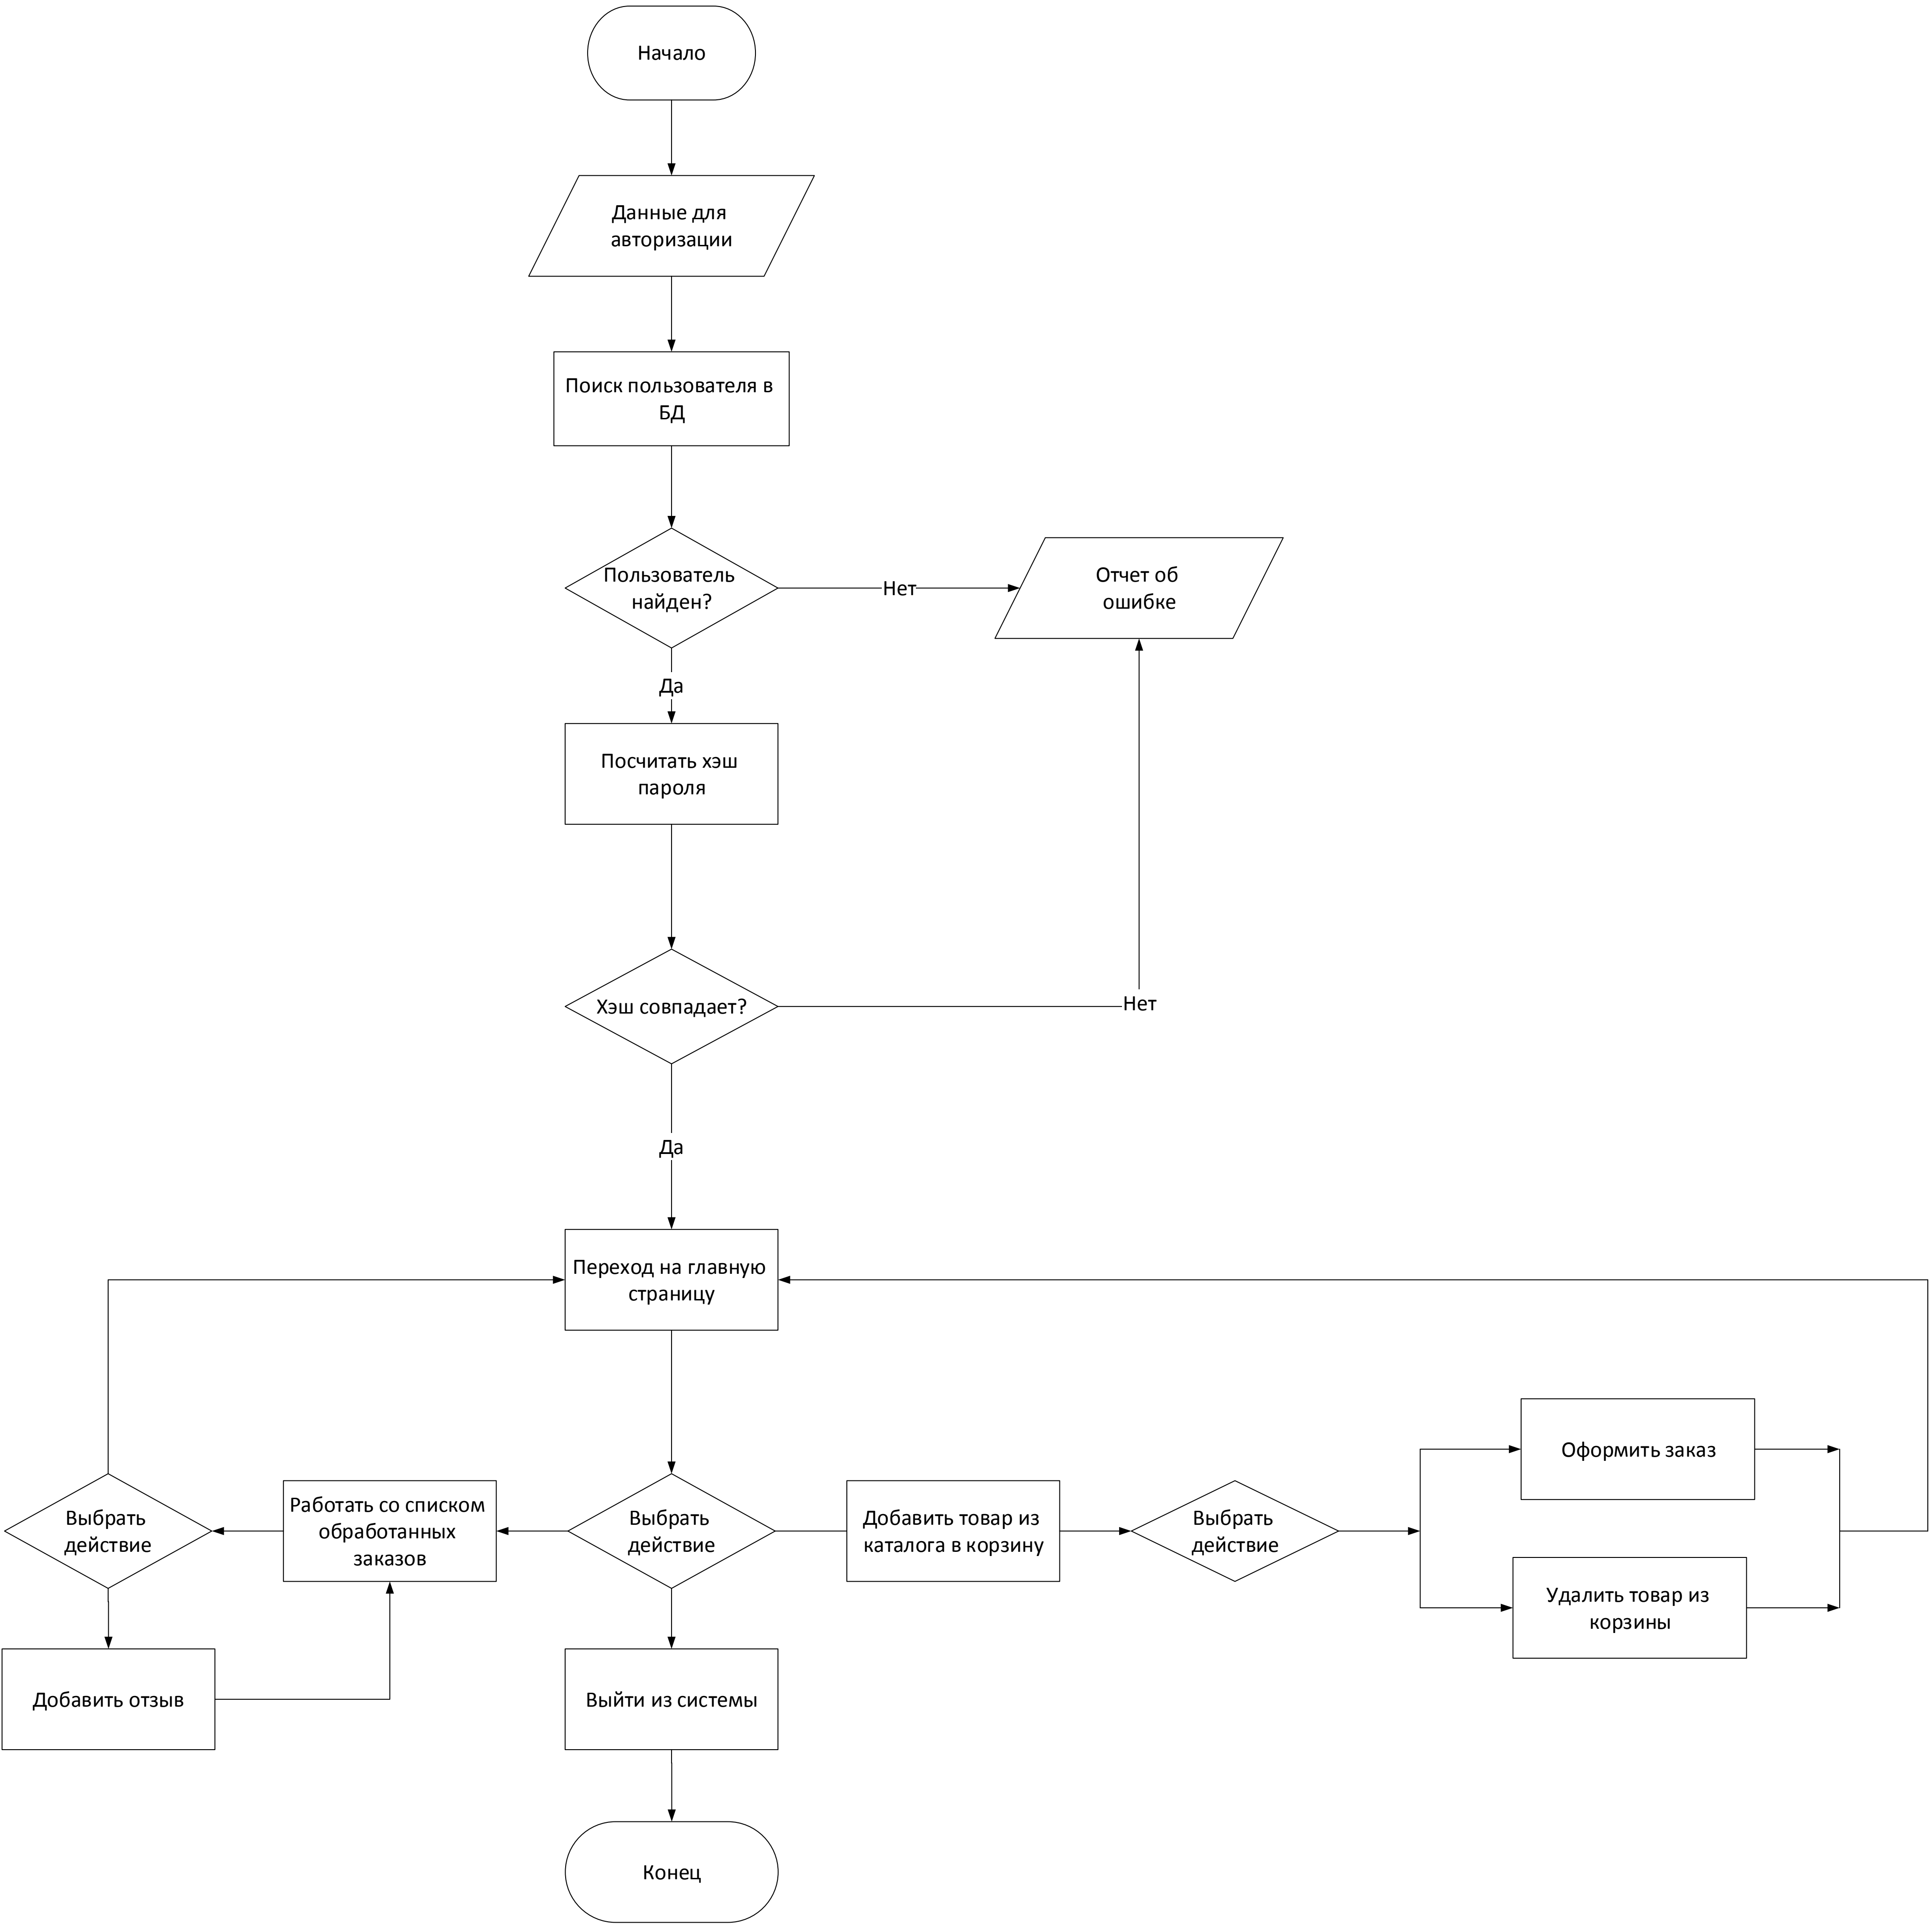 Начало
Данные для
авторизации
Поиск пользователя в
БД
Пользователь
найден?
Нет
Отчет об
ошибке
Да
Посчитать хэш
пароля
Хэш совпадает?
Нет
Да
Переход на главную
страницу
Выбрать
действие
Работать со списком
обработанных
заказов
Выбрать
действие
Добавить товар из
каталога в корзину
Выбрать
действие
Оформить заказ
Удалить товар из
корзины
Добавить отзыв
Выйти из системы
Конец